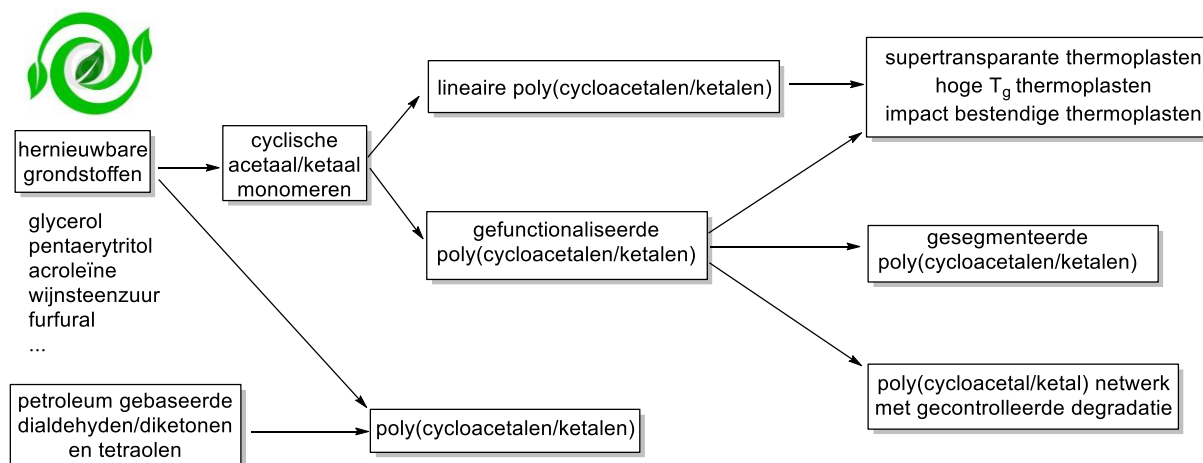 hernieuwbare
grondstoffen
glycerol
pentaerytritol
acroleïne
wijnsteenzuur
furfural
...
petroleum gebaseerde
dialdehyden/diketonen
en tetraolen
cyclische
acetaal/ketaal
monomeren
lineaire poly(cycloacetalen/ketalen)
gefunctionaliseerde
poly(cycloacetalen/ketalen)
poly(cycloacetalen/ketalen)
supertransparante thermoplasten
hoge Tg thermoplasten
impact bestendige thermoplasten
gesegmenteerde
poly(cycloacetalen/ketalen)
poly(cycloacetal/ketal) netwerk
met gecontrolleerde degradatie